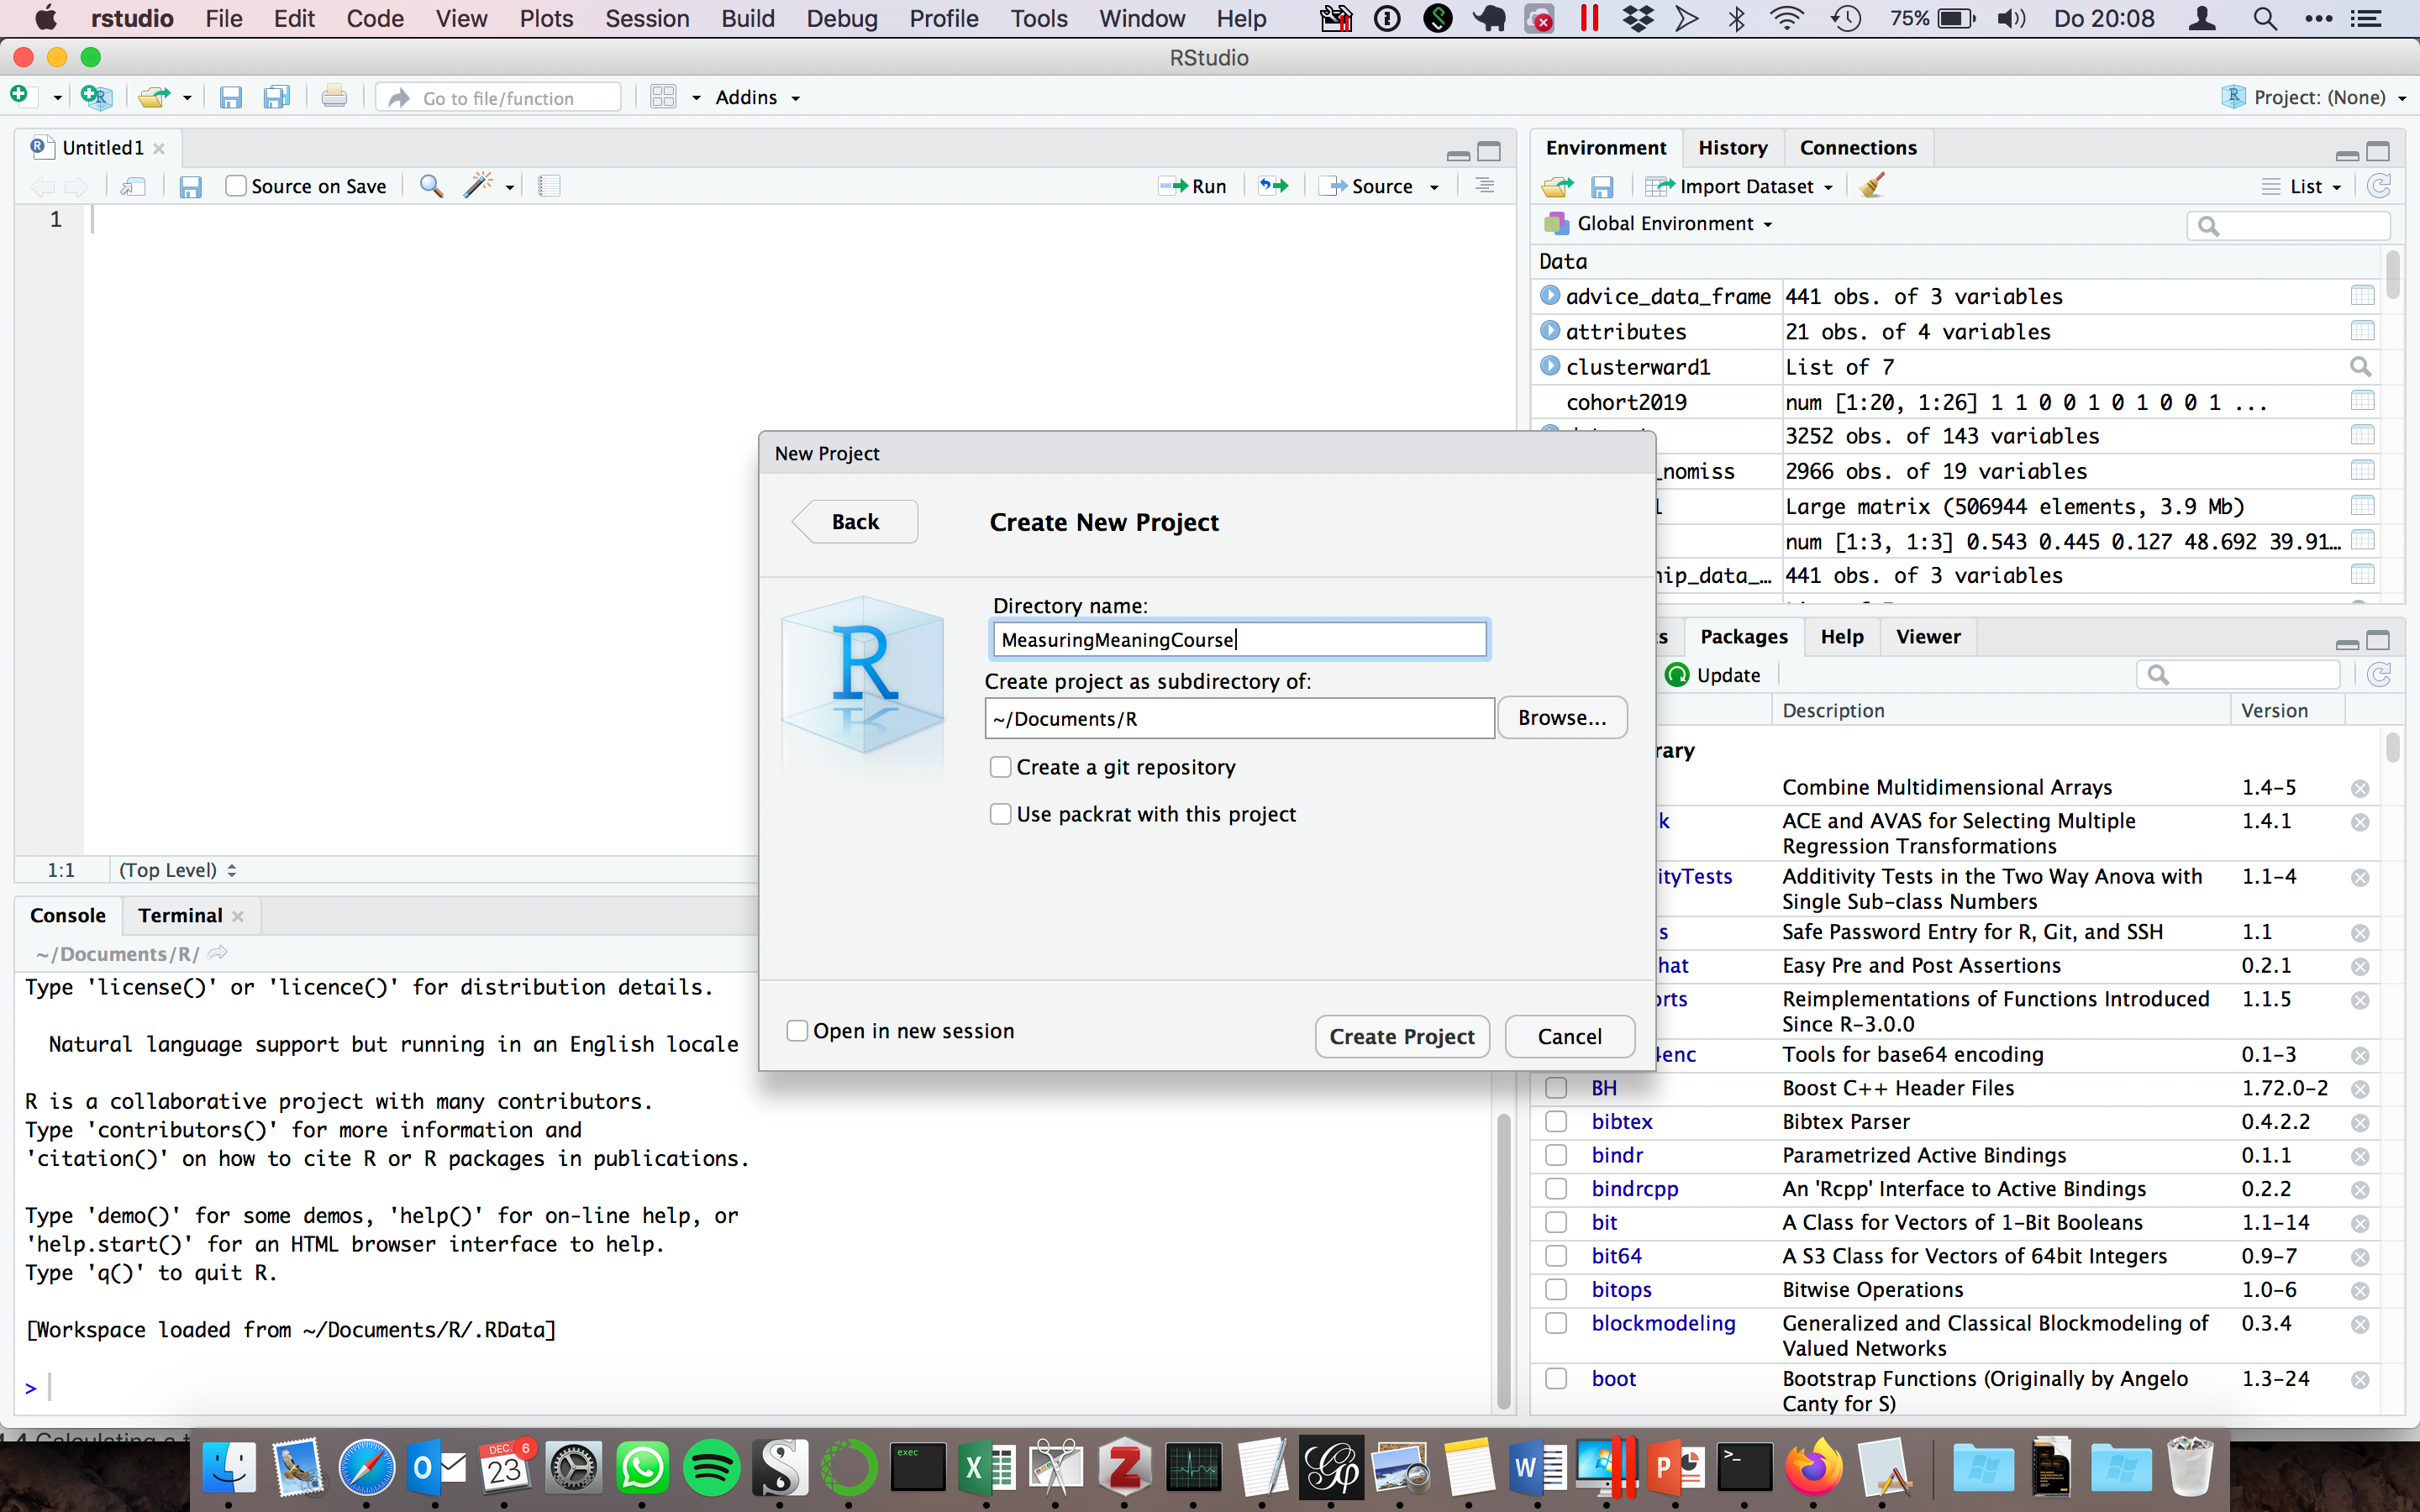 rstudio File Edit Code View Plots Session Build Debug Profile Tools Window Help 75% Do 20:08
RStudio
Go to file/function Addins Project: (None)
Untitled1
Source on Save Run Source
1
1:1 (Top Level)
Console Terminal
~/Documents/R/
Type 'license()' or 'licence()' for distribution details.
Natural language support but running in an English locale
R is a collaborative project with many contributors.
Type 'contributors()' for more information and
'citation()' on how to cite R or R packages in publications.
Type 'demo()' for some demos, 'help()' for on-line help, or
'help.start()' for an HTML browser interface to help.
Type 'q()' to quit R.
[Workspace loaded from ~/Documents/R/.RData]
>
New Project
Back Create New Project
R
Directory name:
MeasuringMeaningCourse
Create project as subdirectory of:
~/Documents/R Browse...
Create a git repository
Use packrat with this project
Open in new session Create Project Cancel
Environment History Connections
Import Dataset List
Global Environment
Data
advice_data_frame 441 obs. of 3 variables
attributes 21 obs. of 4 variables
clusterward1 List of 7
cohort2019 num [1:20, 1:26] 1 1 0 0 1 0 1 0 0 1 ...
3252 obs. of 143 variables
_nomiss 2966 obs. of 19 variables
1 Large matrix (506944 elements, 3.9 Mb)
num [1:3, 1:3] 0.543 0.445 0.127 48.692 39.91…
hip_data_… 441 obs. of 3 variables
s Packages Help Viewer
Update
Description Version
rary
Combine Multidimensional Arrays 1.4-5
k ACE and AVAS for Selecting Multiple 1.4.1
Regression Transformations
ityTests Additivity Tests in the Two Way Anova with 1.1-4
Single Sub-class Numbers
s Safe Password Entry for R, Git, and SSH 1.1
hat Easy Pre and Post Assertions 0.2.1
orts Reimplementations of Functions Introduced 1.1.5
Since R-3.0.0
4enc Tools for base64 encoding 0.1-3
BH Boost C++ Header Files 1.72.0-2
bibtex Bibtex Parser 0.4.2.2
bindr Parametrized Active Bindings 0.1.1
bindrcpp An 'Rcpp' Interface to Active Bindings 0.2.2
bit A Class for Vectors of 1-Bit Booleans 1.1-14
bit64 A S3 Class for Vectors of 64bit Integers 0.9-7
bitops Bitwise Operations 1.0-6
blockmodeling Generalized and Classical Blockmodeling of 0.3.4
Valued Networks
boot Bootstrap Functions (Originally by Angelo 1.3-24
Canty for S)
DEC. 6
23
exec